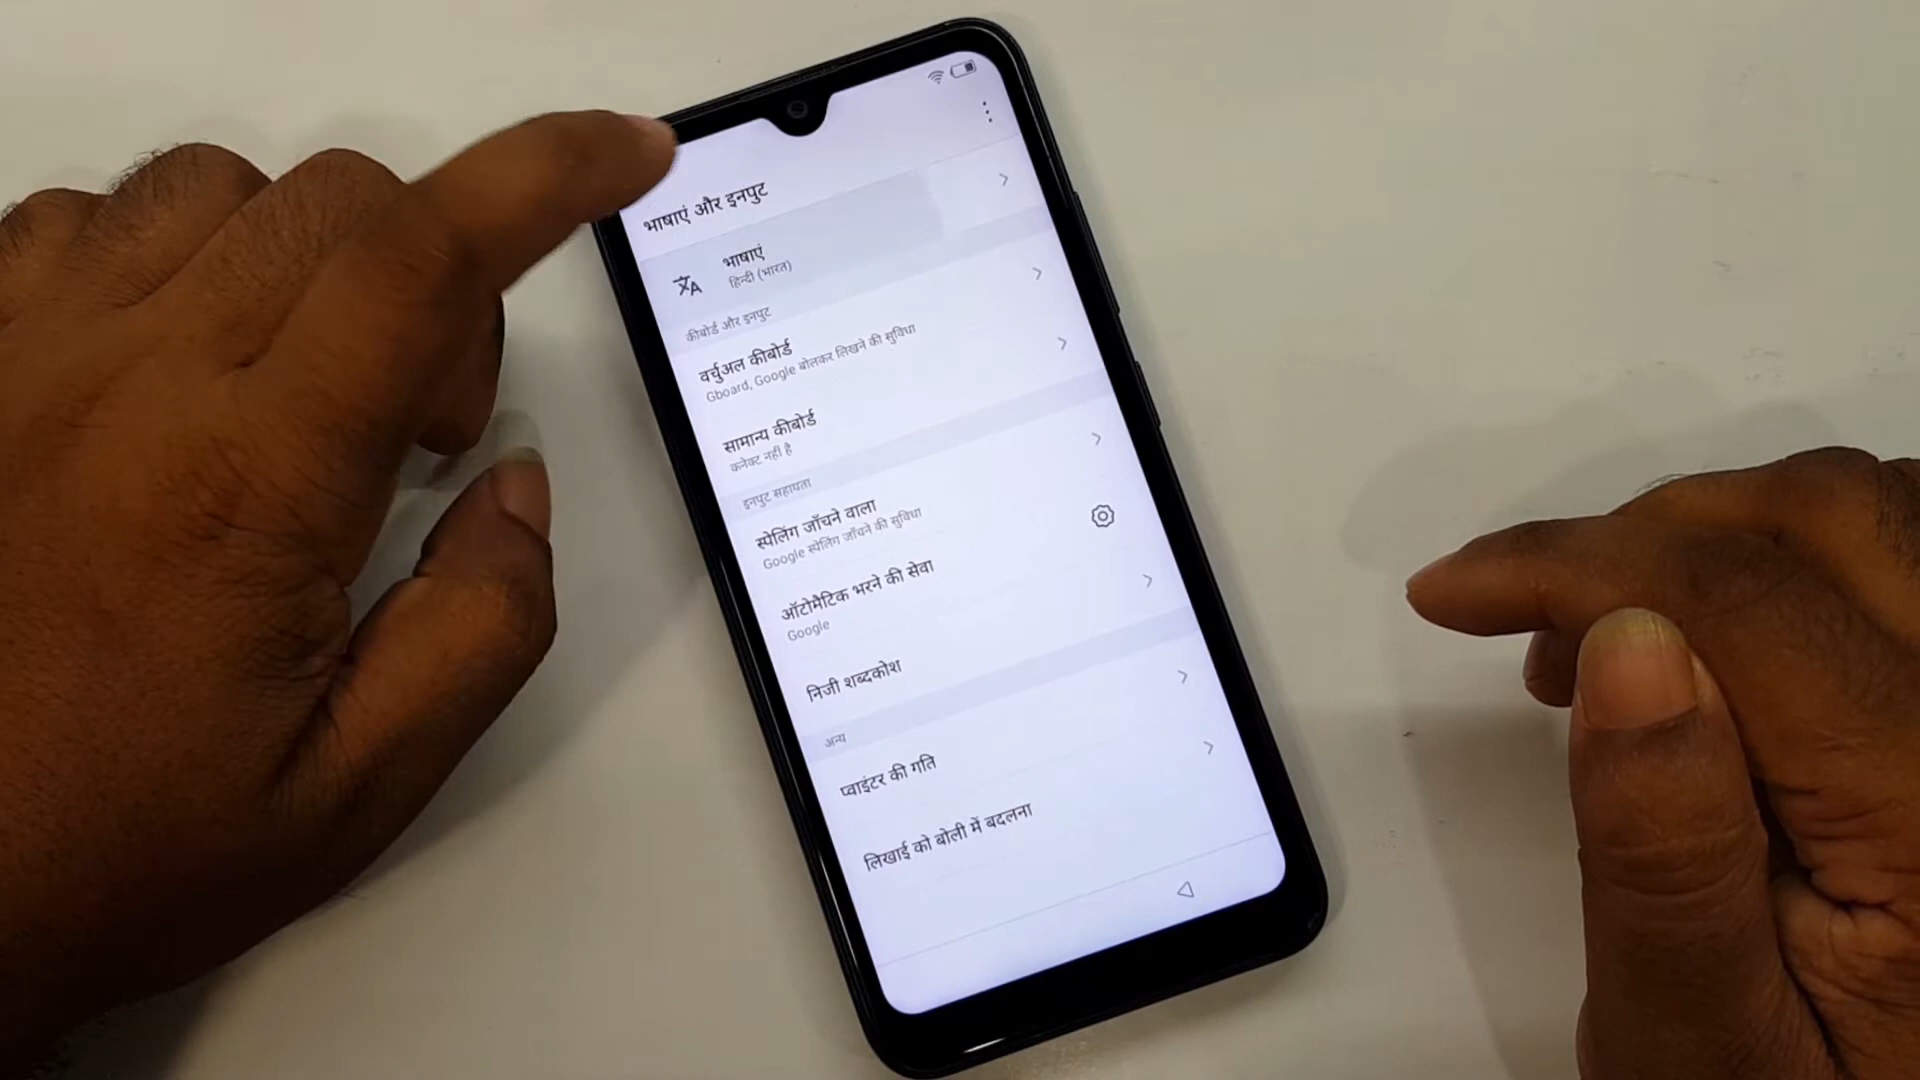 भाषाएं और इनपुट
भाषाएं
हिन्दी (भारत)
कीबोर्ड और इनपुट
वर्चुअल कीबोर्ड
Gboard, Google बोलकर लिखने की सुविधा
सामान्य कीबोर्ड
कनेक्ट नहीं है
इनपुट सहायता
स्पेलिंग जाँचने वाला
Google स्पेलिंग जाँचने की सुविधा
ऑटोमैटिक भरने की सेवा
Google
निजी शब्दकोश
अन्य
प्वाइंटर की गति
लिखाई को बोली में बदलना